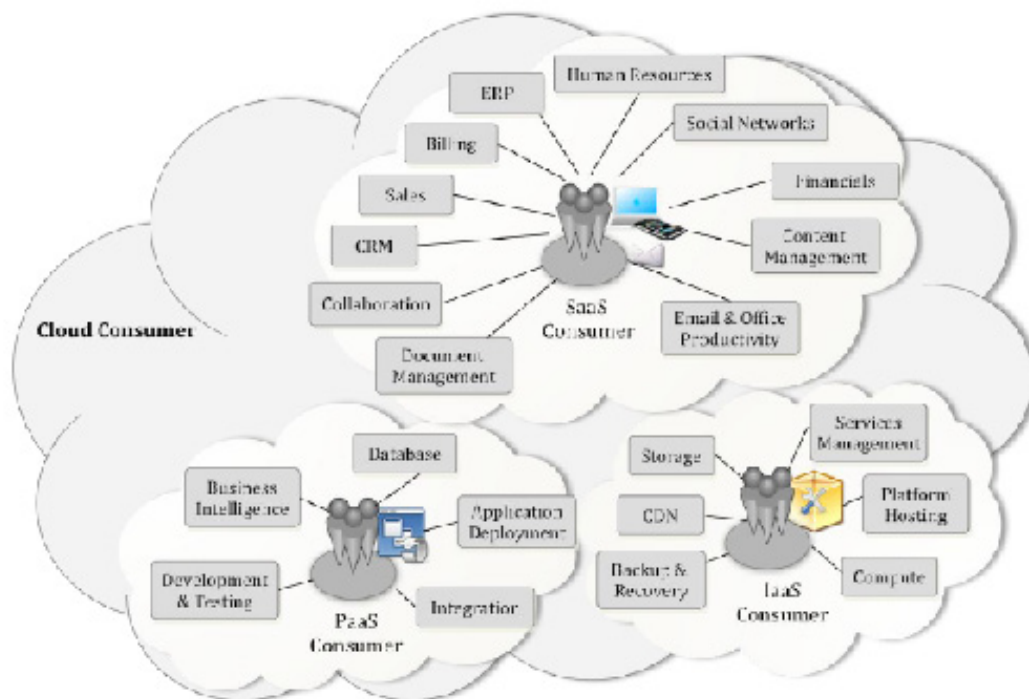 Human Resources
ERP
Social Networks
Billing
Financials
Sales
Content
Management
CRM
Collaboration
SaaS
Consumer
Email & Office
Productivity
Cloud Consumer
Document
Management
Services
Management
Database
Storage
Business
Intelligence
Platform
Hosting
Application
Deployment
CDN
Development
& Testing
Backup &
Recovery
Compute
Integration
IaaS
Consumer
PaaS
Consumer